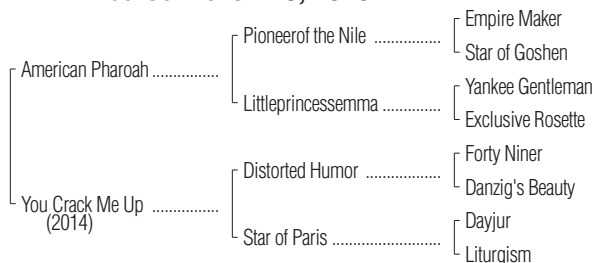 Pioneerof the Nile ................
Empire Maker
Star of Goshen
American Pharoah ...............
Littleprincessemma .............
Yankee Gentleman
Exclusive Rosette
Distorted Humor .................
Forty Niner
Danzig's Beauty
You Crack Me Up ...............
(2014)
Star of Paris ........................
Dayjur
Liturgism